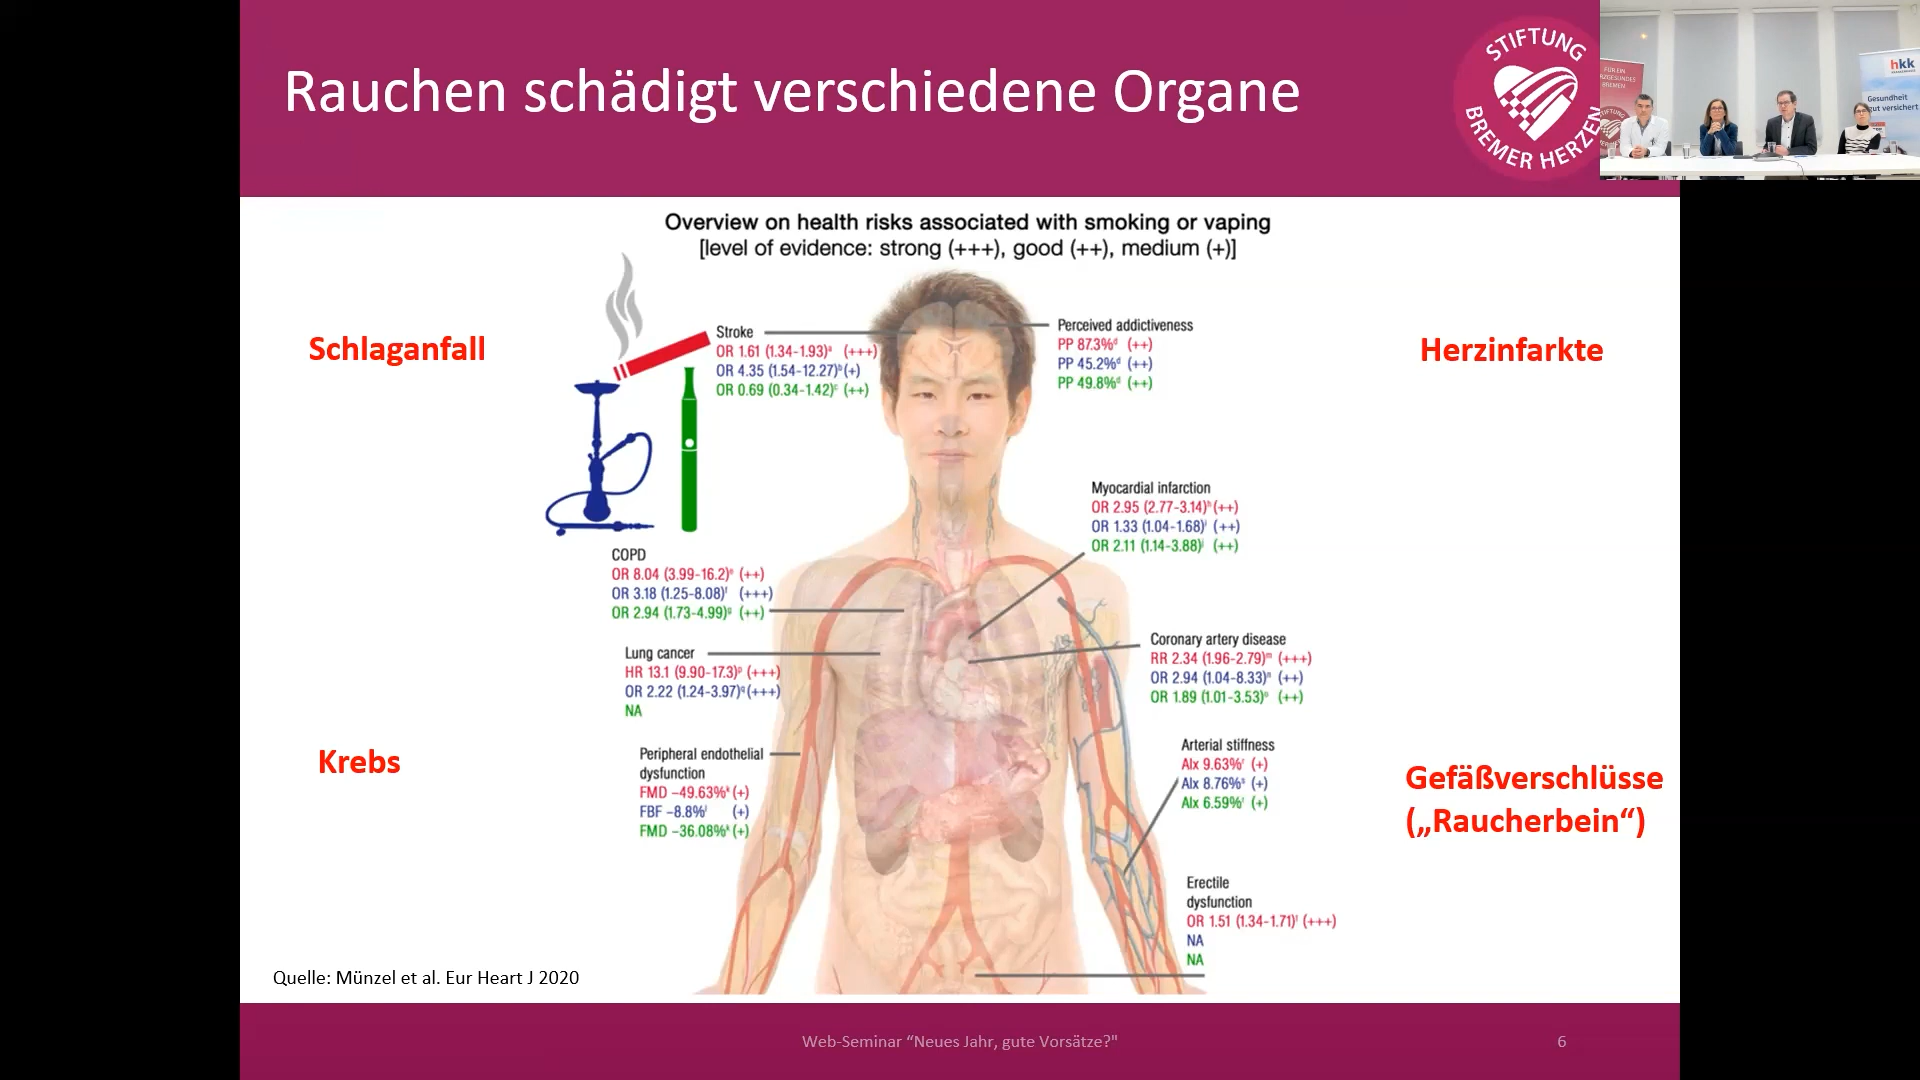 Rauchen schädigt verschiedene Organe
STIFTUNG
BREMER HERZEN
FÜR EIN
BREMEN
hkk
Gesundheit
gut versichert
Overview on health risks associated with smoking or vaping
[level of evidence: strong (+++), good (++), medium (+)]
Schlaganfall
Herzinfarkte
Stroke
OR 1.61 (1.34-1.93)ᵃ (+++)
OR 4.35 (1.54-12.27)ᵇ (+)
OR 0.69 (0.34-1.42)ᶜ (++)
Perceived addictiveness
PP 87.3%ᵈ (++)
PP 45.2%ᵈ (++)
PP 49.8%ᵈ (++)
Myocardial infarction
OR 2.95 (2.77-3.14)ʰ (++)
OR 1.33 (1.04-1.68)ⁱ (++)
OR 2.11 (1.14-3.88)ʲ (++)
COPD
OR 8.04 (3.99-16.2)ᵉ (++)
OR 3.18 (1.25-8.08)ᶠ (+++)
OR 2.94 (1.73-4.99)ᵍ (++)
Lung cancer
HR 13.1 (9.90-17.3)ᵖ (+++)
OR 2.22 (1.24-3.97)q (+++)
NA
Coronary artery disease
RR 2.34 (1.96-2.79)ᵐ (+++)
OR 2.94 (1.04-8.33)ⁿ (++)
OR 1.89 (1.01-3.53)ᵒ (++)
Krebs
Peripheral endothelial
dysfunction
FMD −49.63%ᵏ (+)
FBF −8.8%ˡ (+)
FMD −36.08%ᵏ (+)
Arterial stiffness
AIx 9.63%ʳ (+)
AIx 8.76%ˢ (+)
AIx 6.59%ʳ (+)
Gefäßverschlüsse
(„Raucherbein“)
Erectile
dysfunction
OR 1.51 (1.34-1.71)ᵗ (+++)
NA
NA
Quelle: Münzel et al. Eur Heart J 2020
Web-Seminar “Neues Jahr, gute Vorsätze?"
6